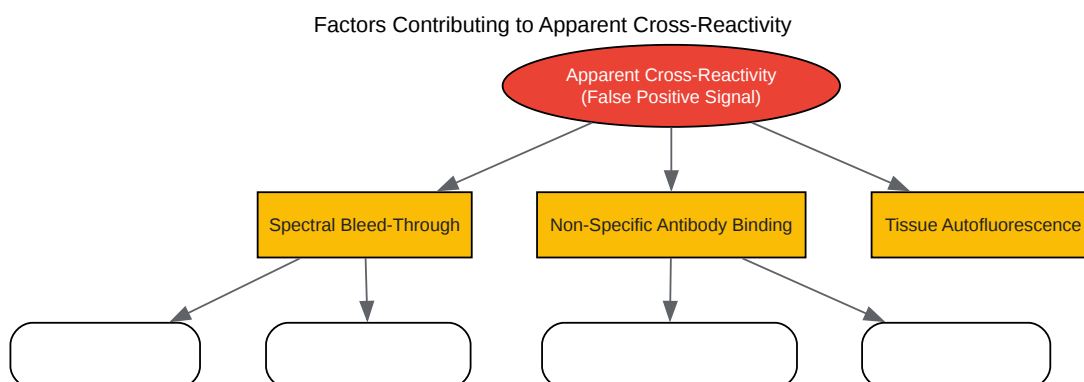 Factors Contributing to Apparent Cross-Reactivity
Apparent Cross-Reactivity
(False Positive Signal)
Spectral Bleed-Through
Non-Specific Antibody Binding
Tissue Autofluorescence